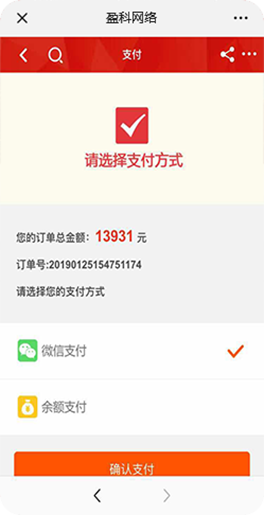 盈科网络
支付
请选择支付方式
您的订单总金额：13931 元
订单号:20190125154751174
请选择您的支付方式
微信支付
余额支付
确认支付